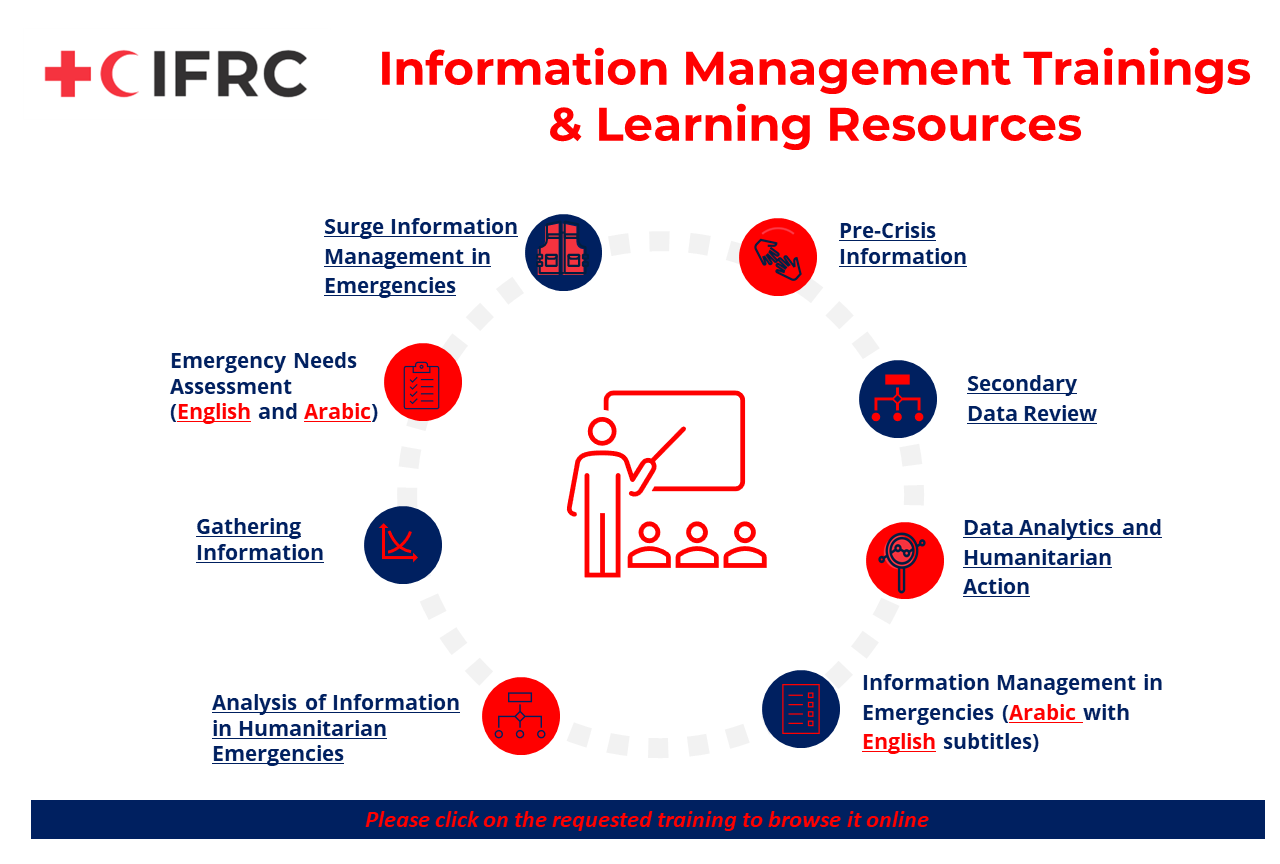 IFRC
Information Management Trainings
& Learning Resources
Surge Information
Management in
Emergencies
Pre-Crisis
Information
Emergency Needs
Assessment
(English and Arabic)
Secondary
Data Review
Gathering
Information
Data Analytics and
Humanitarian
Action
Analysis of Information
in Humanitarian
Emergencies
Information Management in
Emergencies (Arabic with
English subtitles)
Please click on the requested training to browse it online